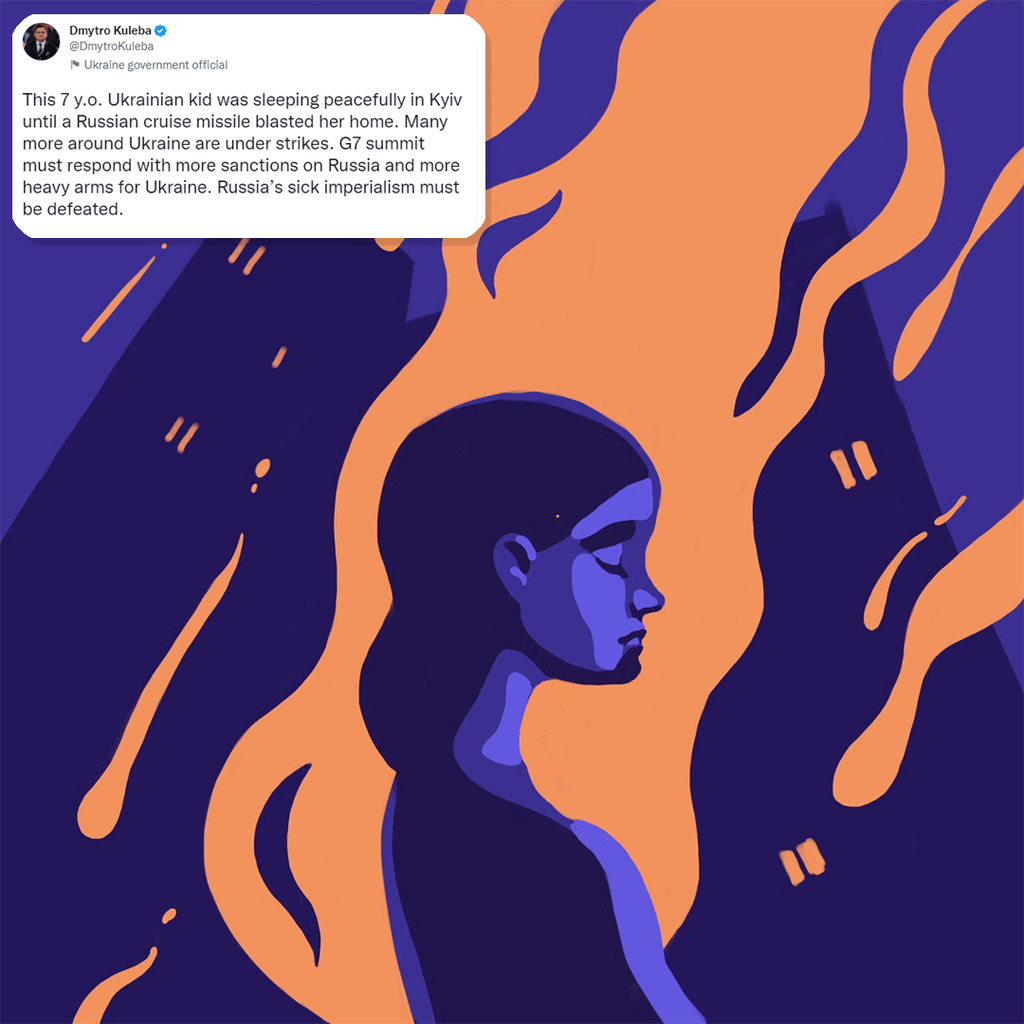 Dmytro Kuleba
@DmytroKuleba
Ukraine government official
This 7 y.o. Ukrainian kid was sleeping peacefully in Kyiv
until a Russian cruise missile blasted her home. Many
more around Ukraine are under strikes. G7 summit
must respond with more sanctions on Russia and more
heavy arms for Ukraine. Russia’s sick imperialism must
be defeated.